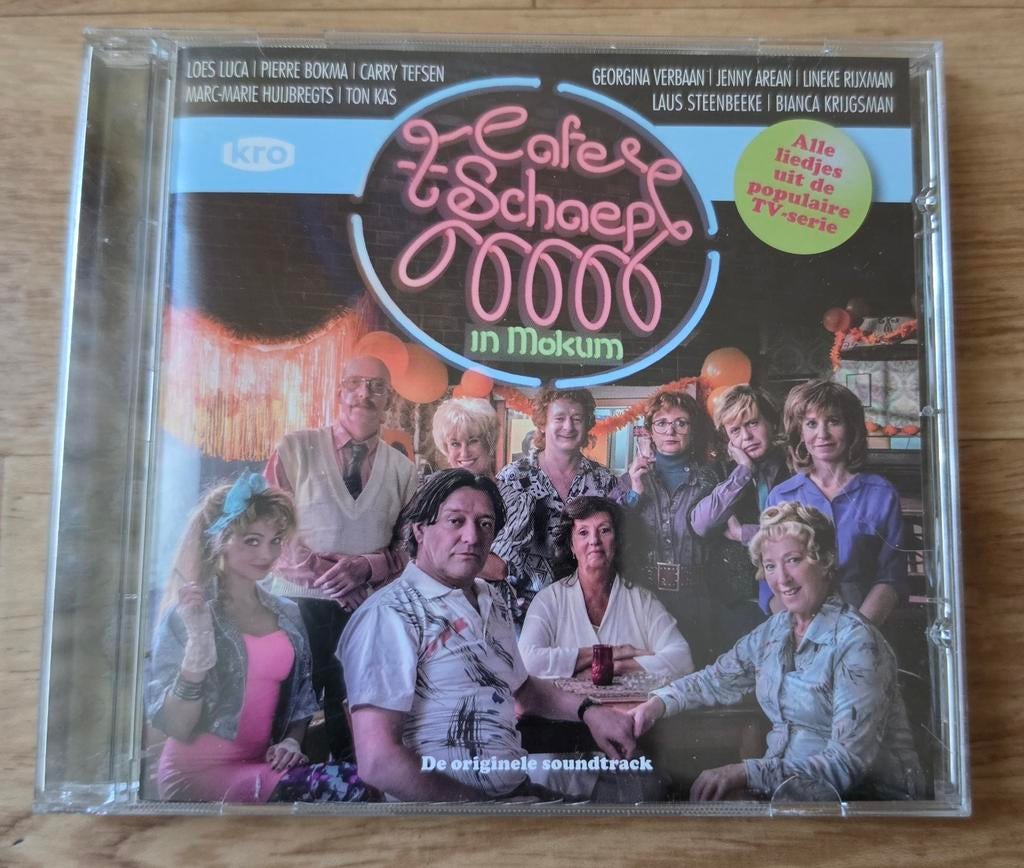 LOES LUCA | PIERRE BOKMA | CARRY TEFSEN
MARC-MARIE HUIJBREGTS | TON KAS
GEORGINA VERBAAN | JENNY AREAN | LINEKE RIJXMAN
LAUS STEENBEEKE | BIANCA KRIJGSMAN
kro
't Cafe
't Schaep
in Mokum
Alle
liedjes
uit de
populaire
TV-serie
De originele soundtrack